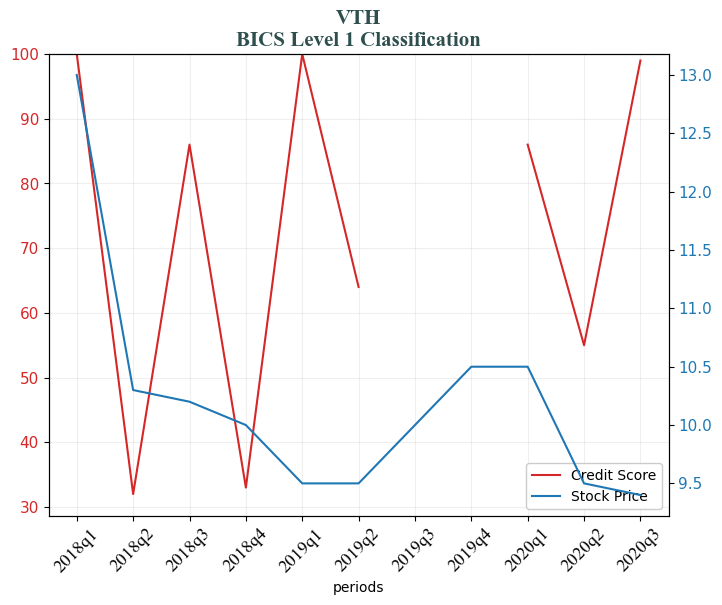 VTH
BICS Level 1 Classification
100
90
80
70
60
50
40
30
13.0
12.5
12.0
11.5
11.0
10.5
10.0
9.5
Credit Score
Stock Price
2018q1
2018q2
2018q3
2018q4
2019q1
2019q2
2019q3
2019q4
2020q1
2020q2
2020q3
periods